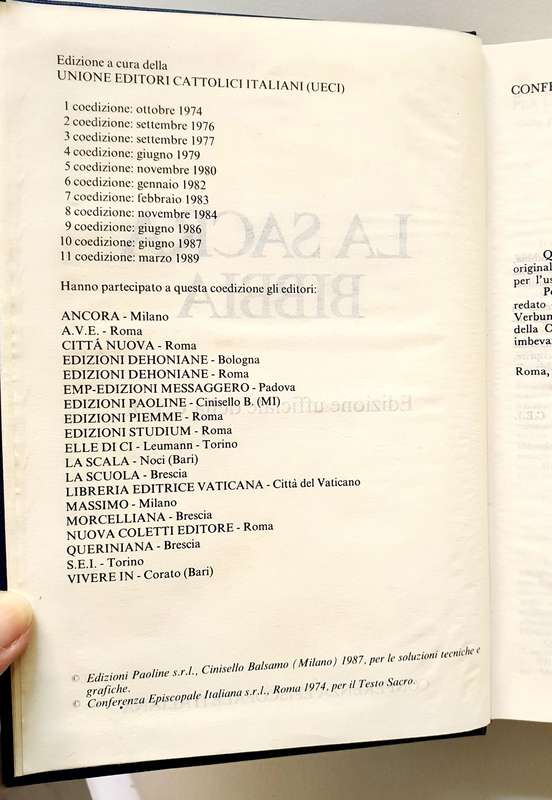 Edizione a cura della
UNIONE EDITORI CATTOLICI ITALIANI (UECI)
1 coedizione: ottobre 1974
2 coedizione: settembre 1976
3 coedizione: settembre 1977
4 coedizione: giugno 1979
5 coedizione: novembre 1980
6 coedizione: gennaio 1982
7 coedizione: febbraio 1983
8 coedizione: novembre 1984
9 coedizione: giugno 1986
10 coedizione: giugno 1987
11 coedizione: marzo 1989
Hanno partecipato a questa coedizione gli editori:
ANCORA - Milano
A.V.E. - Roma
CITTÁ NUOVA - Roma
EDIZIONI DEHONIANE - Bologna
EDIZIONI DEHONIANE - Roma
EMP-EDIZIONI MESSAGGERO - Padova
EDIZIONI PAOLINE - Cinisello B. (MI)
EDIZIONI PIEMME - Roma
EDIZIONI STUDIUM - Roma
ELLE DI CI - Leumann - Torino
LA SCALA - Noci (Bari)
LA SCUOLA - Brescia
LIBRERIA EDITRICE VATICANA - Città del Vaticano
MASSIMO - Milano
MORCELLIANA - Brescia
NUOVA COLETTI EDITORE - Roma
QUERINIANA - Brescia
S.E.I. - Torino
VIVERE IN - Corato (Bari)
© Edizioni Paoline s.r.l., Cinisello Balsamo (Milano) 1987, per le soluzioni tecniche e
grafiche.
© Conferenza Episcopale Italiana s.r.l., Roma 1974, per il Testo Sacro.
CONFE
Q
original
per l'us
Po
redato
Verbun
della C
imbeva
Roma,